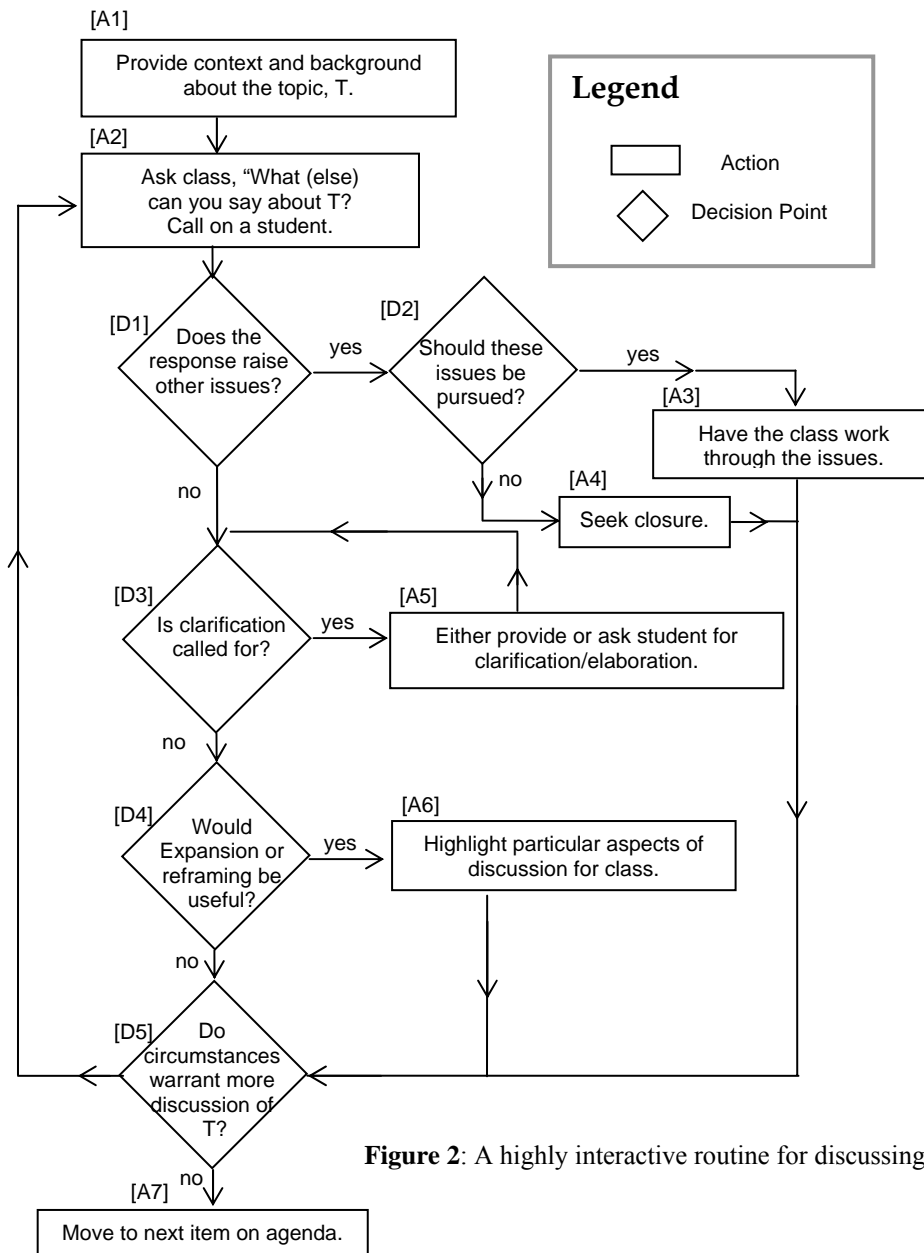 [A1]
Provide context and background
about the topic, T.
Legend
Action
Decision Point
[A2]
Ask class, “What (else)
can you say about T?
Call on a student.
[D1]
Does the
response raise
other issues?
yes
[D2]
Should these
issues be
pursued?
yes
[A3]
Have the class work
through the issues.
no
no
[A4]
Seek closure.
[D3]
Is clarification
called for?
yes
[A5]
Either provide or ask student for
clarification/elaboration.
no
[D4]
Would
Expansion or
reframing be
useful?
yes
[A6]
Highlight particular aspects of
discussion for class.
no
[D5]
Do
circumstances
warrant more
discussion of
T?
Figure 2: A highly interactive routine for discussing
no
[A7]
Move to next item on agenda.